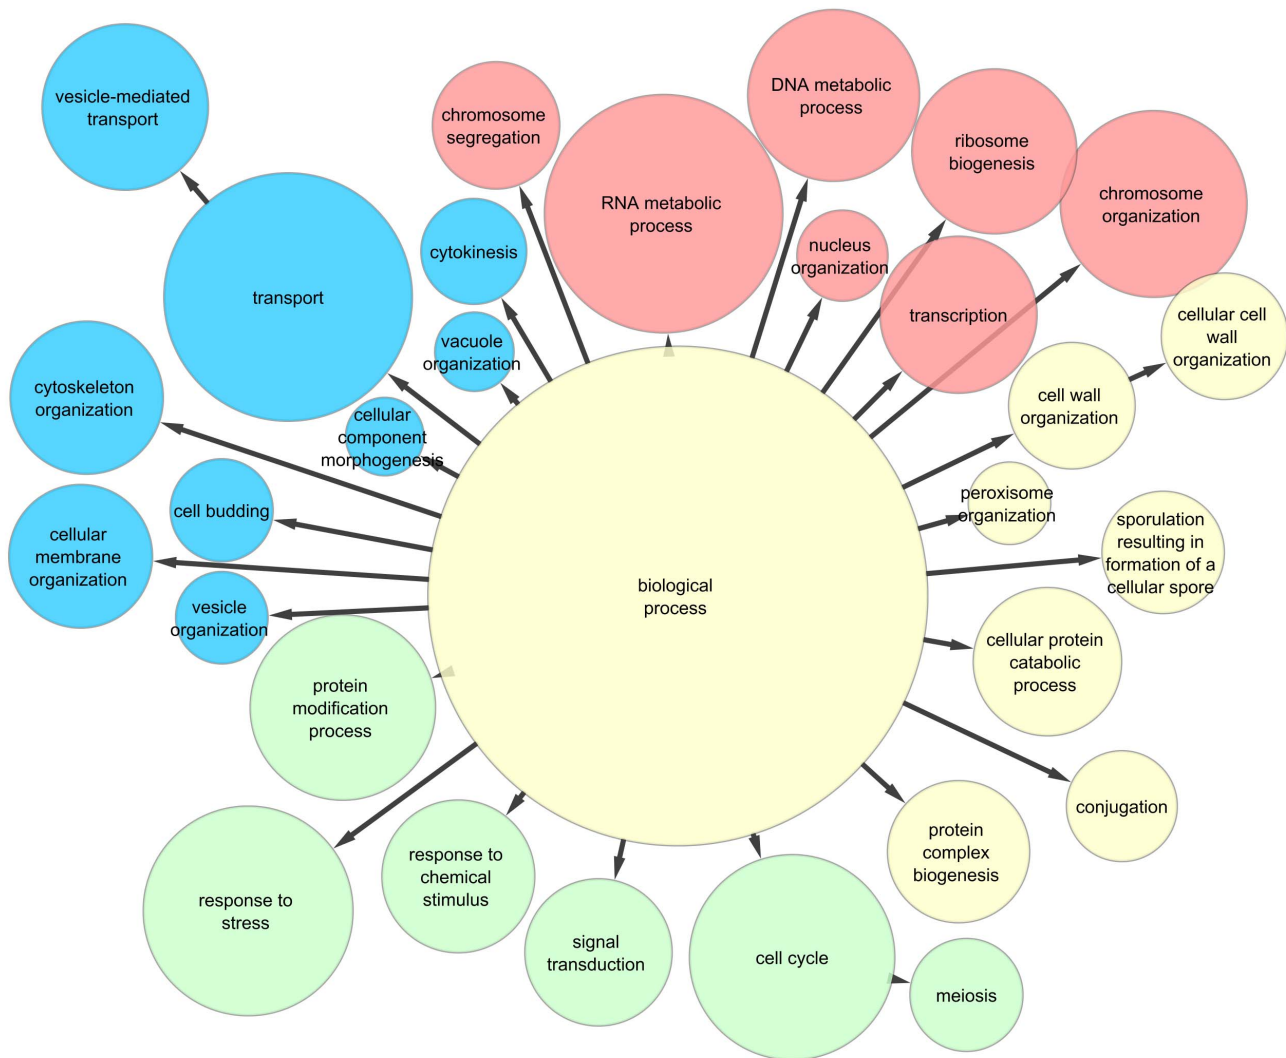 vesicle-mediated
transport
chromosome
segregation
DNA metabolic
process
ribosome
biogenesis
chromosome
organization
RNA metabolic
process
cytokinesis
nucleus
organization
transport
transcription
cellular cell
wall
organization
vacuole
organization
cytoskeleton
organization
cellular
component
morphogenesis
cell wall
organization
peroxisome
organization
sporulation
resulting in
formation of a
cellular spore
cell budding
cellular
membrane
organization
vesicle
organization
biological
process
cellular protein
catabolic
process
protein
modification
process
conjugation
protein
complex
biogenesis
response to
chemical
stimulus
response to
stress
signal
transduction
cell cycle
meiosis